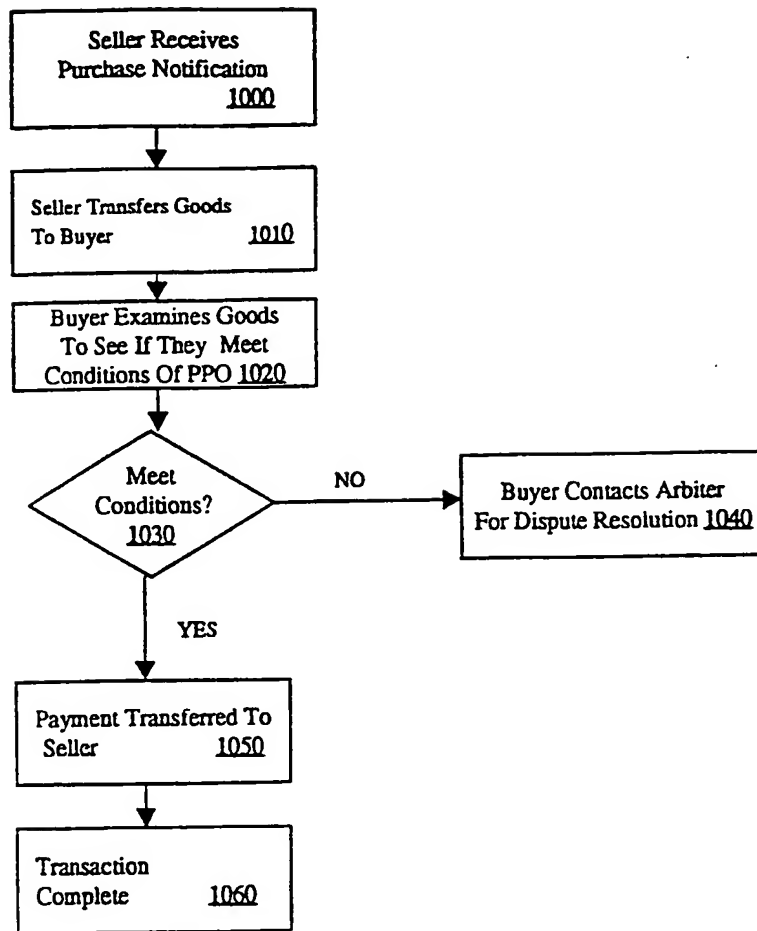 Seller Receives
Purchase Notification
1000
Seller Transfers Goods
To Buyer 1010
Buyer Examines Goods
To See If They Meet
Conditions Of PPO 1020
Meet
Conditions?
1030
NO
Buyer Contacts Arbiter
For Dispute Resolution 1040
YES
Payment Transferred To
Seller 1050
Transaction
Complete 1060